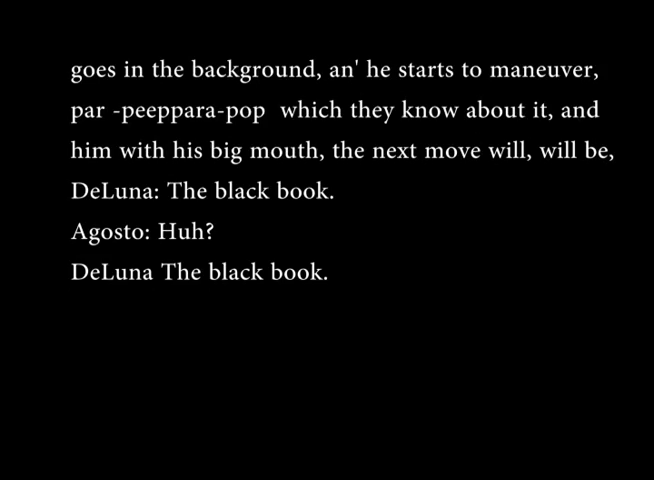 goes in the background, an' he starts to maneuver,
par -peeppara-pop  which they know about it, and
him with his big mouth, the next move will, will be,
DeLuna: The black book.
Agosto: Huh?
DeLuna The black book.